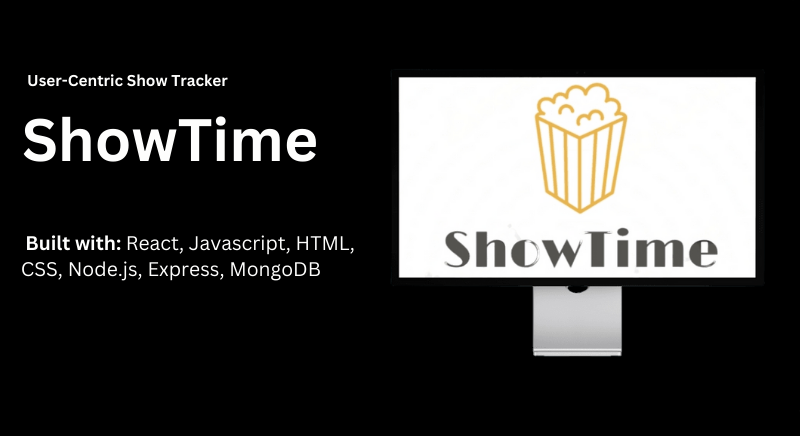 User-Centric Show Tracker
ShowTime
Built with: React, Javascript, HTML,
CSS, Node.js, Express, MongoDB
ShowTime